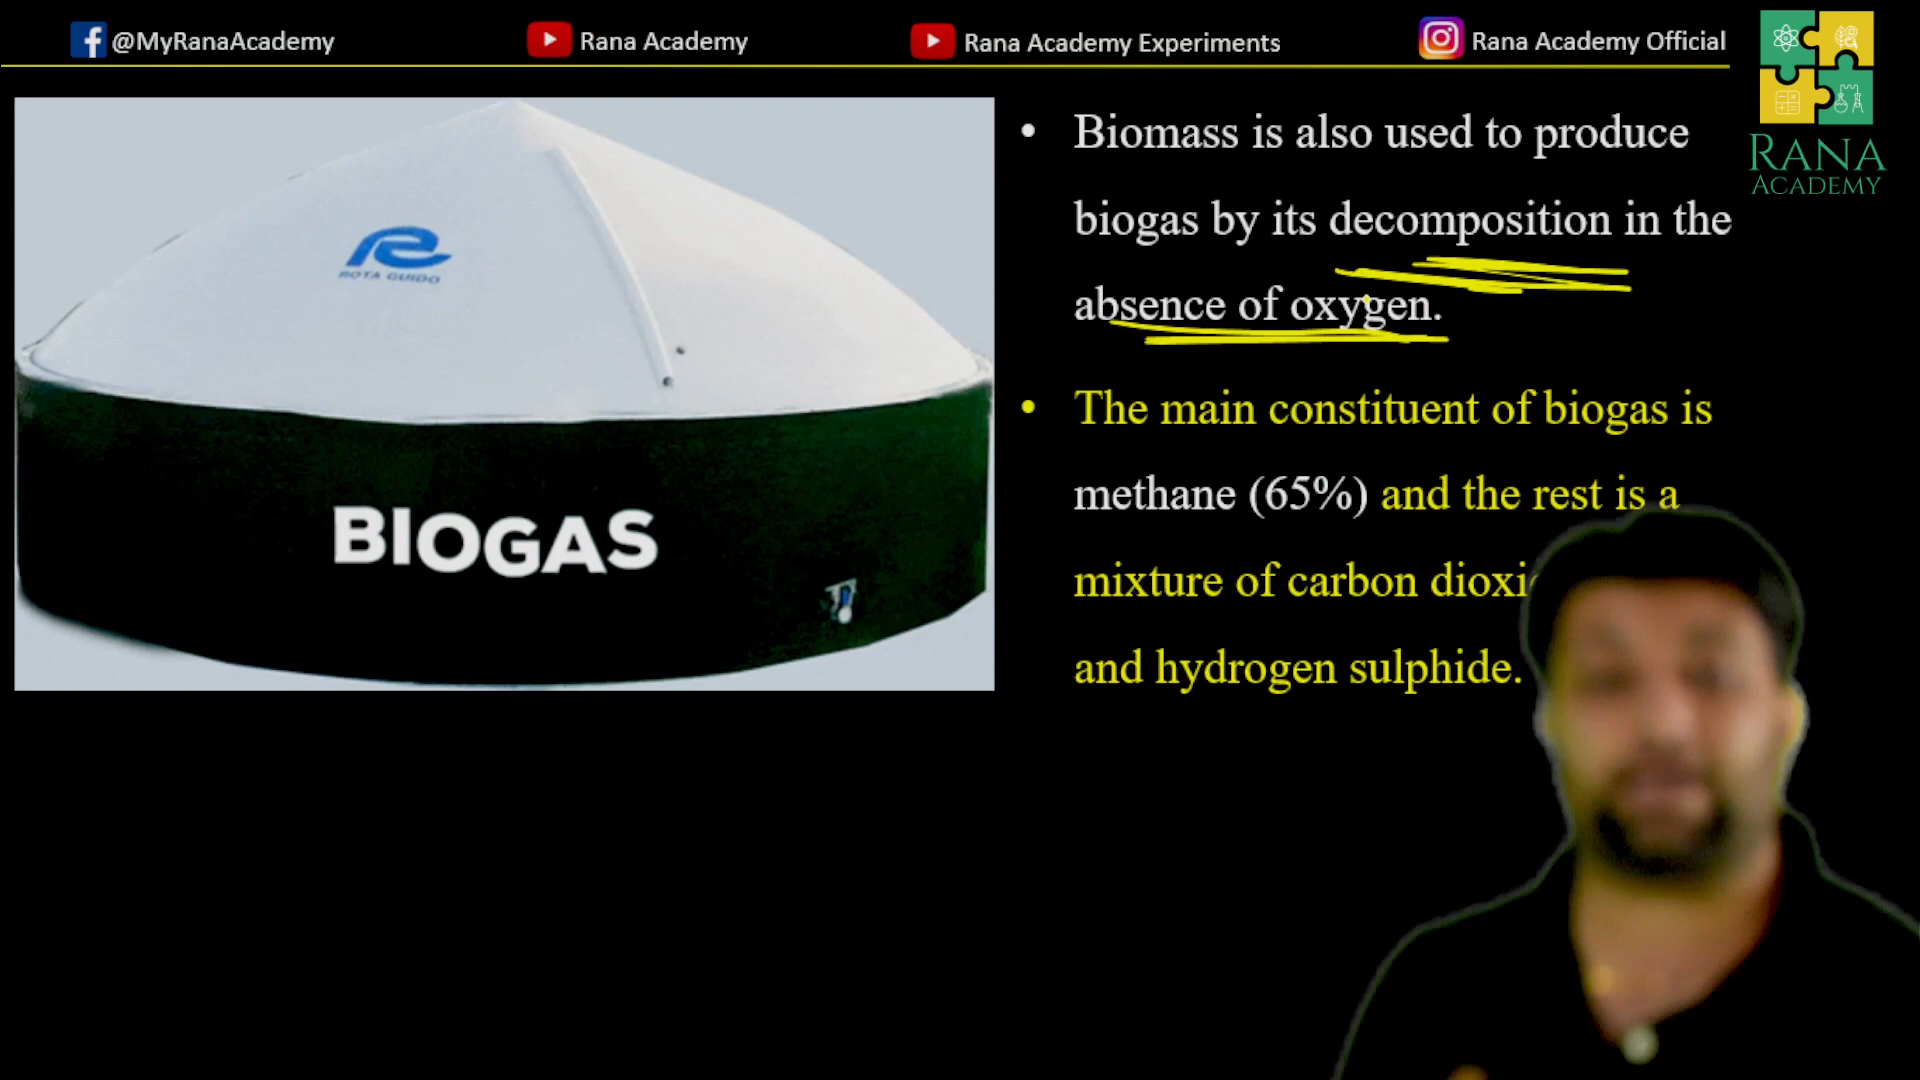 @MyRanaAcademy
Rana Academy
Rana Academy Experiments
Rana Academy Official
RANA
ACADEMY
ROTA GUIDO
BIOGAS
• Biomass is also used to produce
biogas by its decomposition in the
absence of oxygen.
• The main constituent of biogas is
methane (65%) and the rest is a
mixture of carbon
and hydrogen sulphide.